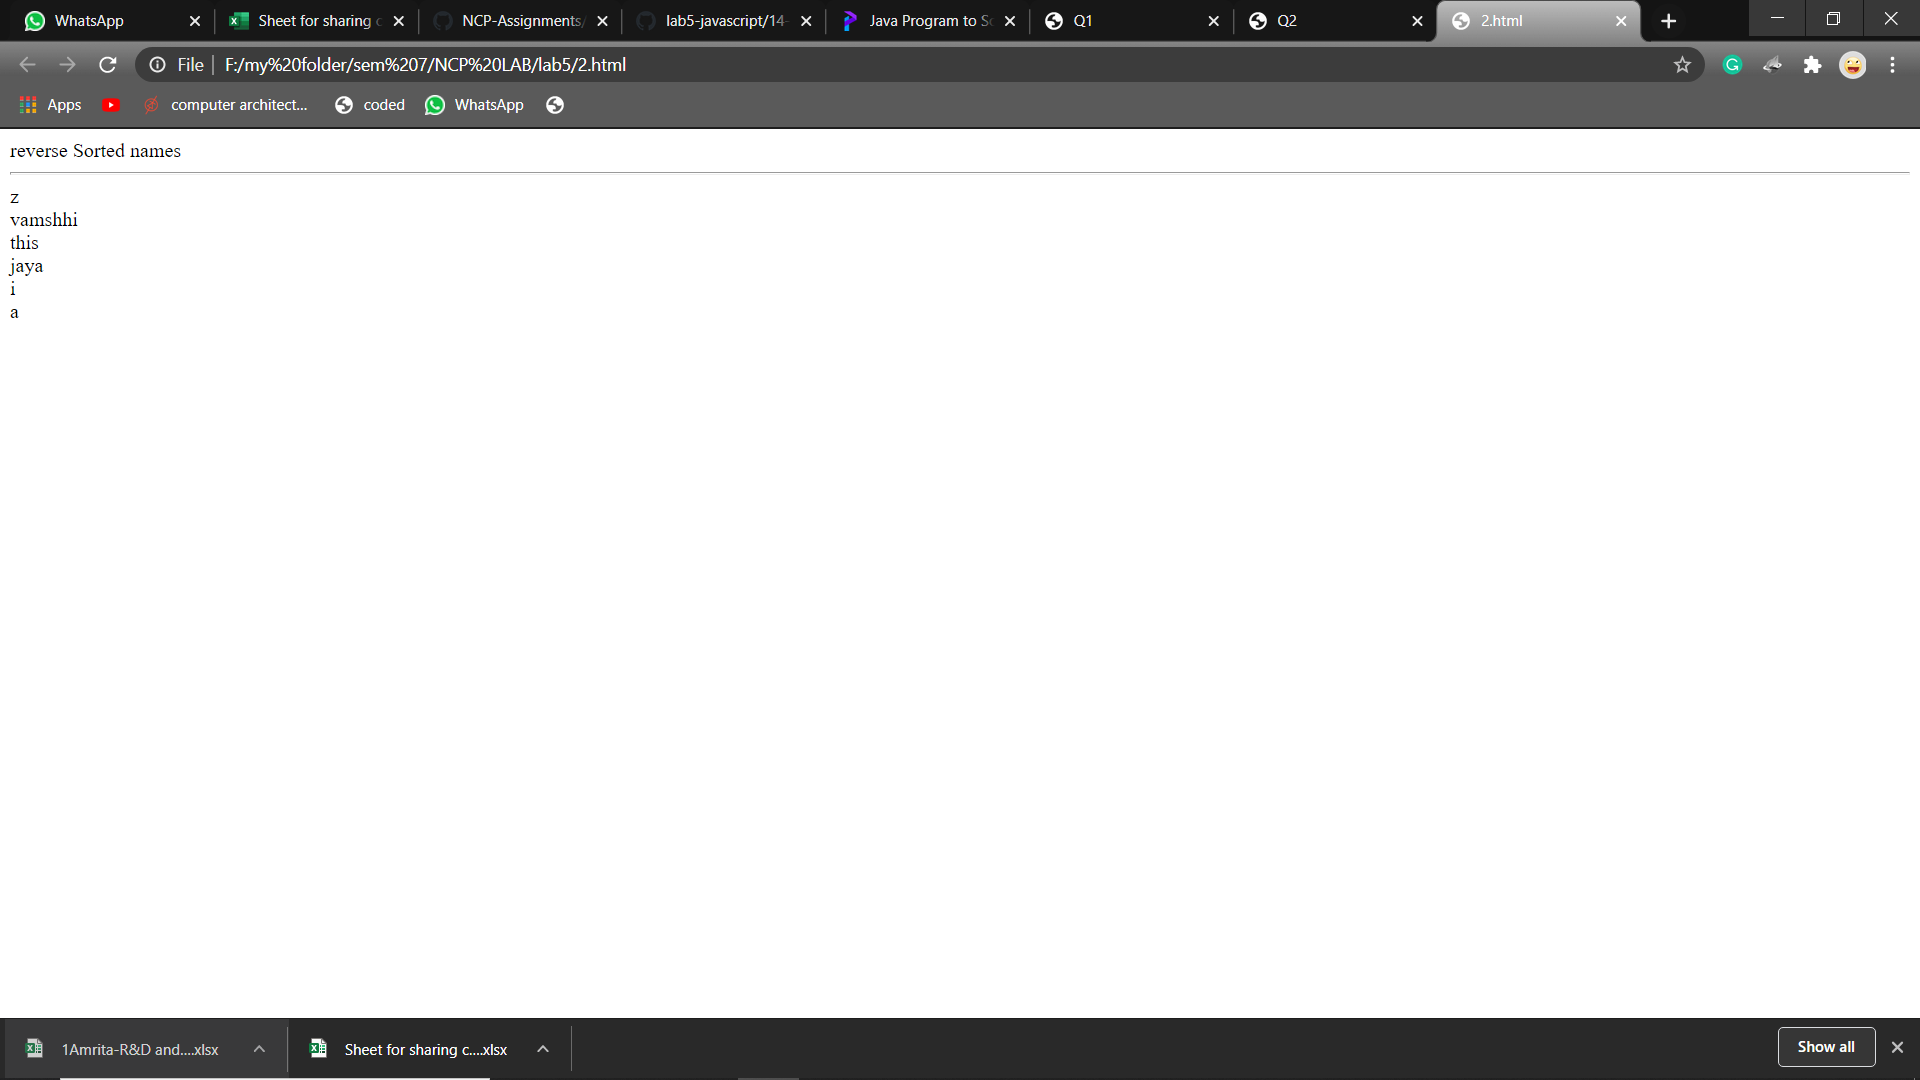 WhatsApp
Sheet for sharing c
NCP-Assignments/
lab5-javascript/14-
Java Program to So
Q1
Q2
2.html
File
F:/my%20folder/sem%207/NCP%20LAB/lab5/2.html
Apps
computer architect...
coded
WhatsApp
reverse Sorted names
z
vamshhi
this
jaya
i
a
1Amrita-R&D and....xlsx
Sheet for sharing c....xlsx
Show all